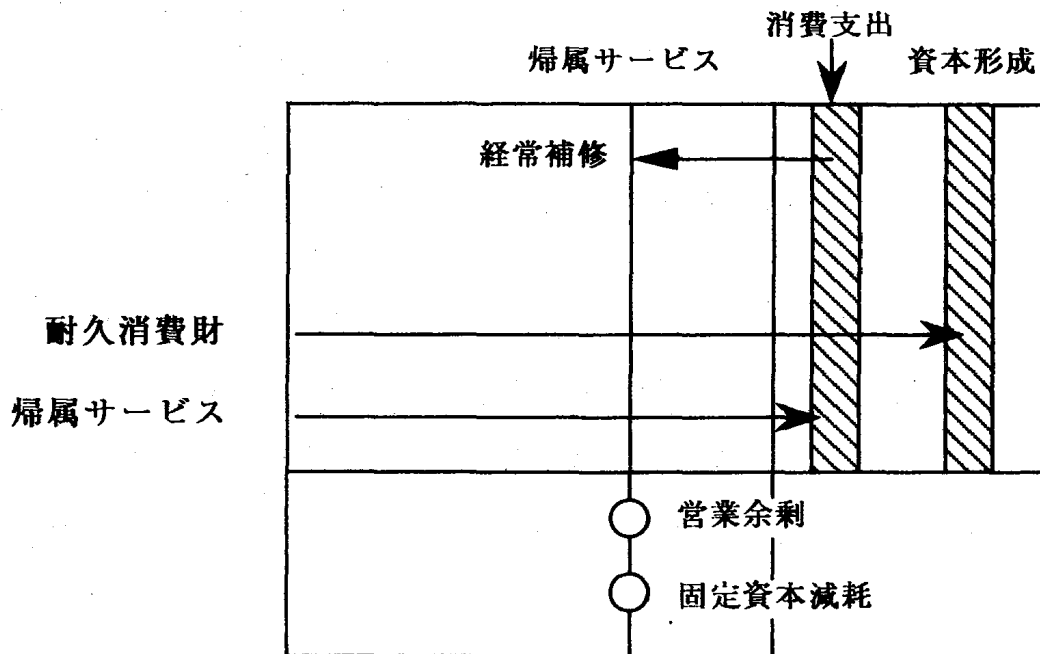 消費支出
帰属サービス
資本形成
経常補修
耐久消費財
帰属サービス
営業余剰
固定資本減耗